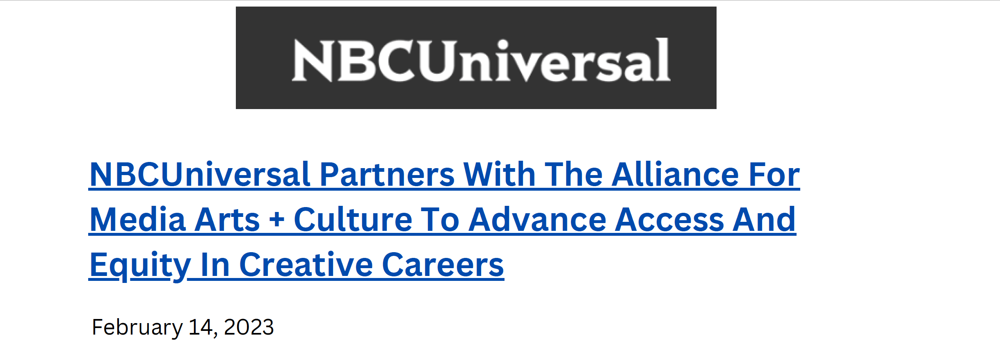 NBCUniversal
NBCUniversal Partners With The Alliance For
Media Arts + Culture To Advance Access And
Equity In Creative Careers
February 14, 2023